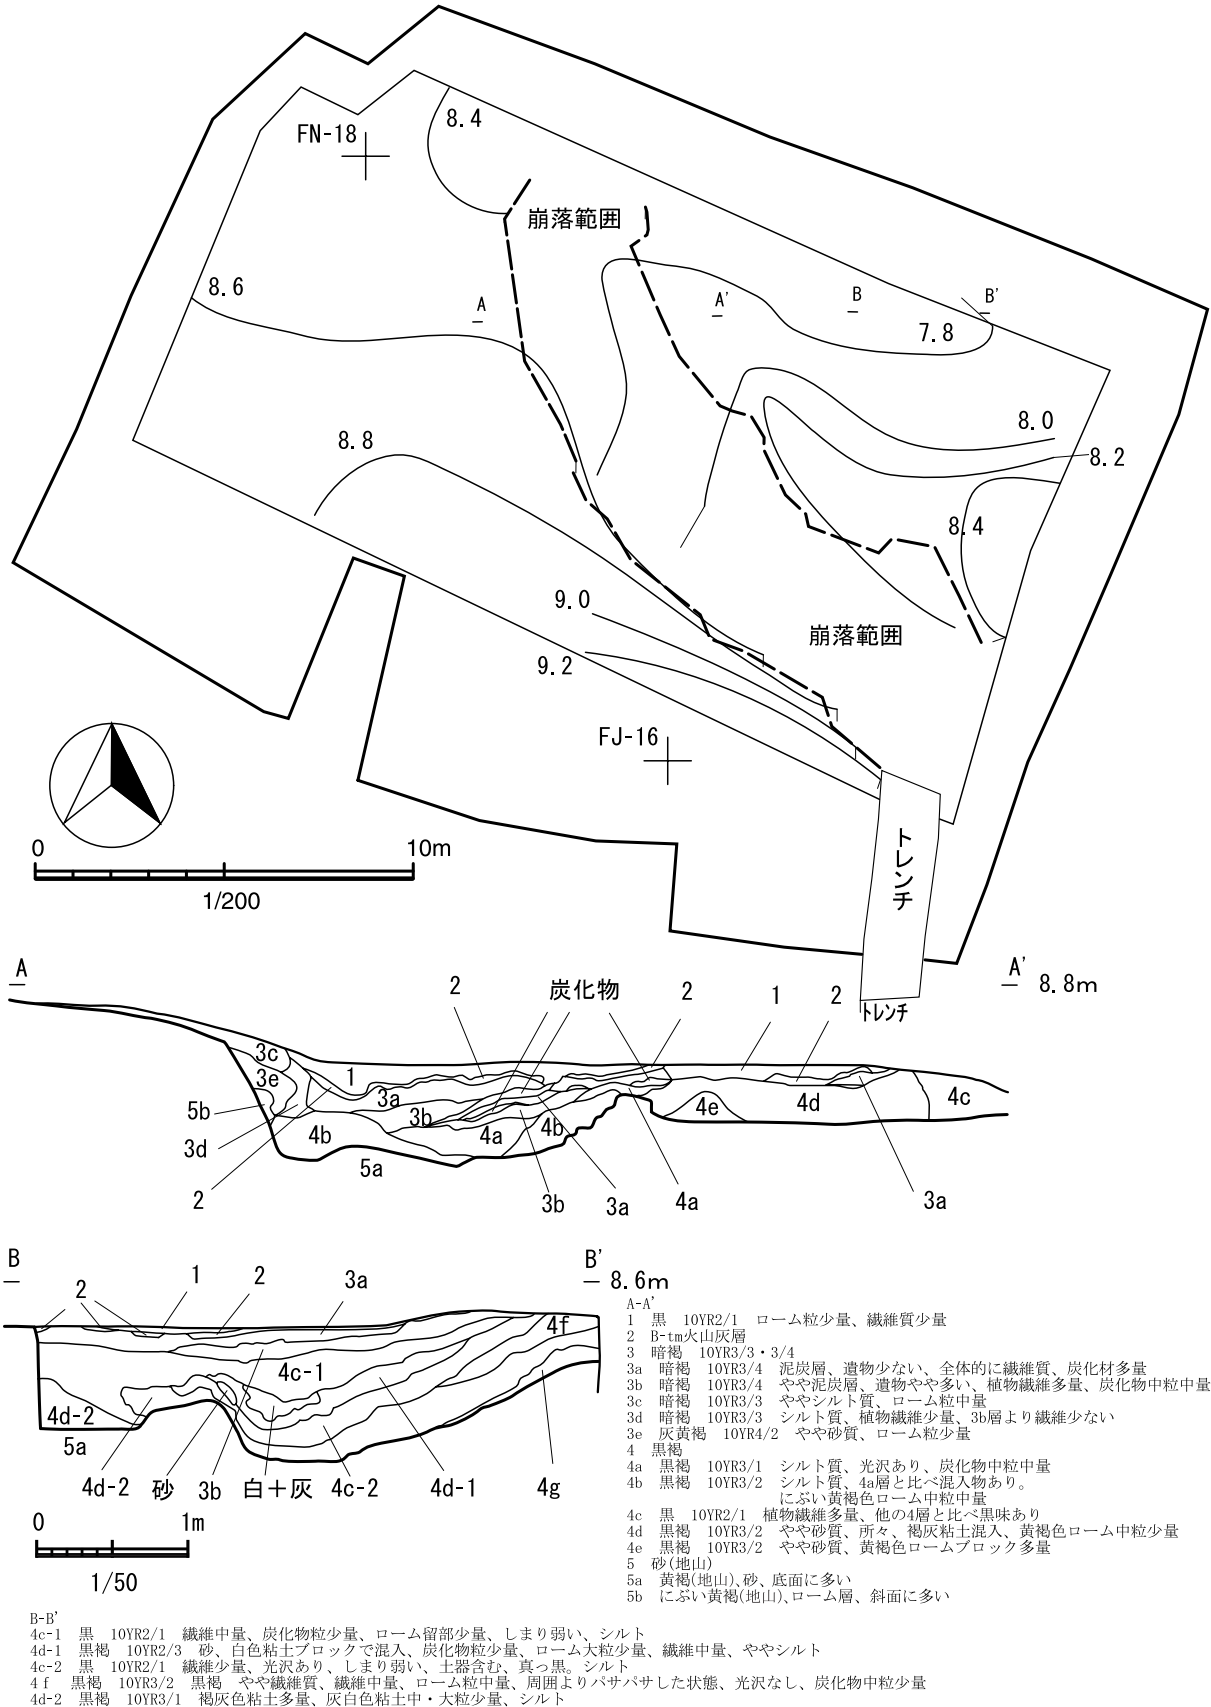 8.4
FN-18
崩落範囲
8.6
A
A'
B
B'
7.8
8.0
8.8
8.2
8.4
9.0
崩落範囲
9.2
FJ-16
0
10m
1/200
トレンチ
A
A'
8.8m
2
炭化物
2
1
2
トレンチ
3c
3e
1
3a
5b
3b
4e
4d
4c
3d
4b
4a
4b
5a
2
3b
3a
4a
3a
B
B'
8.6m
2
1
2
3a
4f
4c-1
4d-2
5a
4d-2
砂
3b
白＋灰
4c-2
4d-1
4g
0
1m
1/50
A-A'
1 黒 10YR2/1 ローム粒少量、繊維質少量
2 B-tm火山灰層
3 暗褐 10YR3/3・3/4
3a 暗褐 10YR3/4 泥炭層、遺物少ない、全体的に繊維質、炭化材多量
3b 暗褐 10YR3/4 やや泥炭層、遺物やや多い、植物繊維多量、炭化物中粒中量
3c 暗褐 10YR3/3 ややシルト質、ローム粒中量
3d 暗褐 10YR3/3 シルト質、植物繊維少量、3b層より繊維少ない
3e 灰黄褐 10YR4/2 やや砂質、ローム粒少量
4 黒褐
4a 黒褐 10YR3/1 シルト質、光沢あり、炭化物中粒中量
4b 黒褐 10YR3/2 シルト質、4a層と比べ混入物あり。
にぶい黄褐色ローム中粒中量
4c 黒 10YR2/1 植物繊維多量、他の4層と比べ黒味あり
4d 黒褐 10YR3/2 やや砂質、所々、褐灰粘土混入、黄褐色ローム中粒少量
4e 黒褐 10YR3/2 やや砂質、黄褐色ロームブロック多量
5 砂(地山)
5a 黄褐(地山)、砂、底面に多い
5b にぶい黄褐(地山)、ローム層、斜面に多い
B-B'
4c-1 黒 10YR2/1 繊維中量、炭化物粒少量、ローム留部少量、しまり弱い、シルト
4d-1 黒褐 10YR2/3 砂、白色粘土ブロックで混入、炭化物粒少量、ローム大粒少量、繊維中量、ややシルト
4c-2 黒 10YR2/1 繊維少量、光沢あり、しまり弱い、土器含む、真っ黒。シルト
4 f 黒褐 10YR3/2 黒褐 やや繊維質、繊維中量、ローム粒中量、周囲よりパサパサした状態、光沢なし、炭化物中粒少量
4d-2 黒褐 10YR3/1 褐灰色粘土多量、灰白色粘土中・大粒少量、シルト